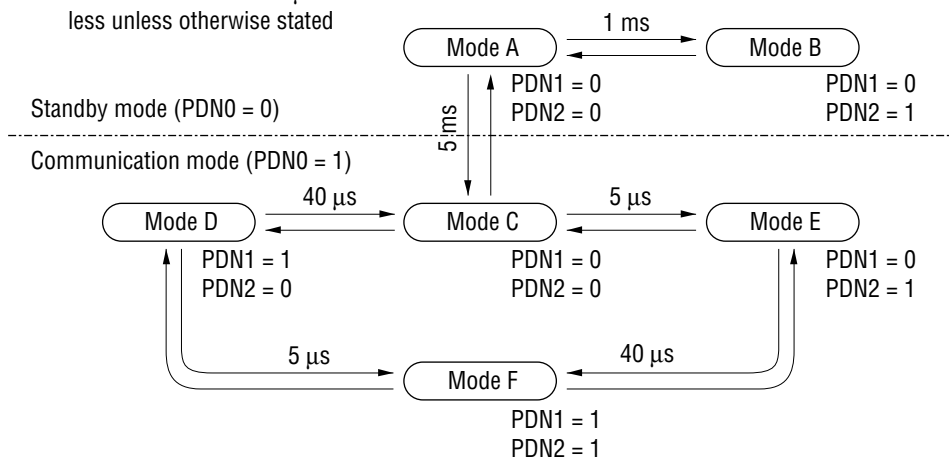 less unless otherwise stated
1 ms
Mode A
Mode B
PDN1 = 0
PDN2 = 0
PDN1 = 0
PDN2 = 1
Standby mode (PDN0 = 0)
5 ms
Communication mode (PDN0 = 1)
40 μs
5 μs
Mode D
Mode C
Mode E
PDN1 = 1
PDN2 = 0
PDN1 = 0
PDN2 = 0
PDN1 = 0
PDN2 = 1
5 μs
40 μs
Mode F
PDN1 = 1
PDN2 = 1